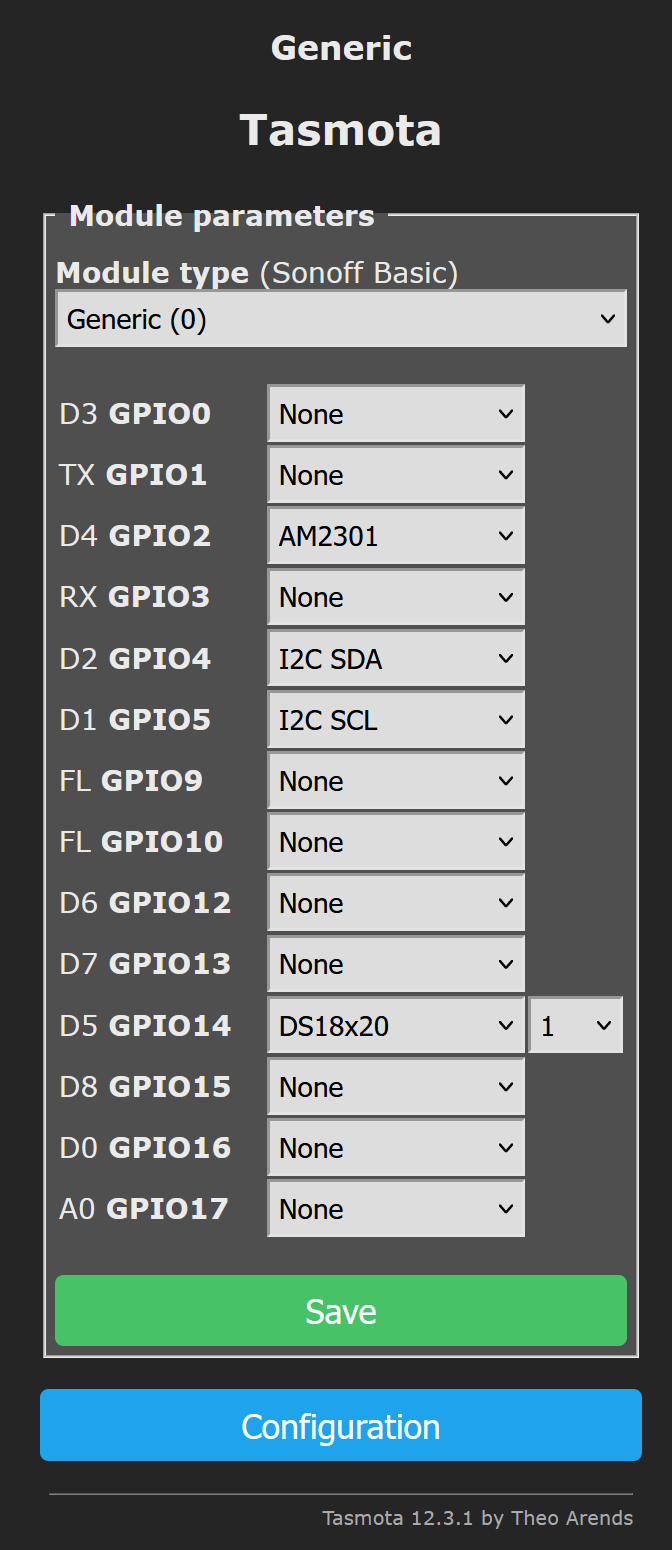 Generic
Tasmota
Module parameters
Module type (Sonoff Basic)
Generic (0)
D3 GPIO0 None
TX GPIO1 None
D4 GPIO2 AM2301
RX GPIO3 None
D2 GPIO4 I2C SDA
D1 GPIO5 I2C SCL
FL GPIO9 None
FL GPIO10 None
D6 GPIO12 None
D7 GPIO13 None
D5 GPIO14 DS18x20 1
D8 GPIO15 None
D0 GPIO16 None
A0 GPIO17 None
Save
Configuration
Tasmota 12.3.1 by Theo Arends